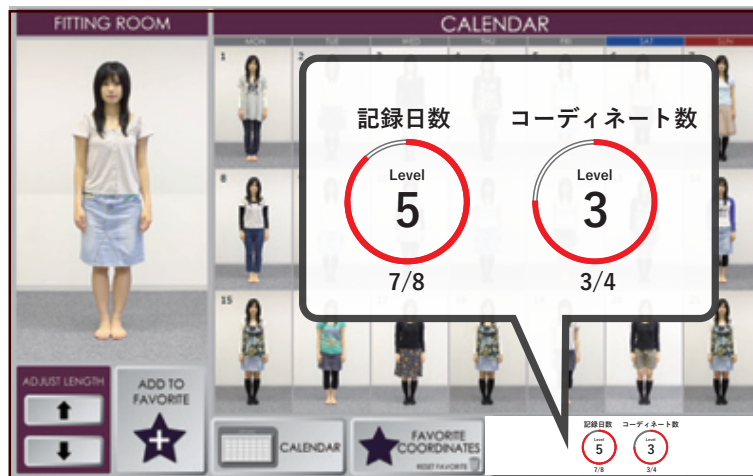 FITTING ROOM
CALENDAR
MON TUE WED THU FRI SAT SUN
1
2
8
15
記録日数
コーディネート数
Level
Level
5
3
7/8
3/4
ADJUST LENGTH
ADD TO
FAVORITE
CALENDAR
FAVORITE
COORDINATES
RESET FAVORITE
記録日数
コーディネート数
Level
Level
5
3
7/8
3/4